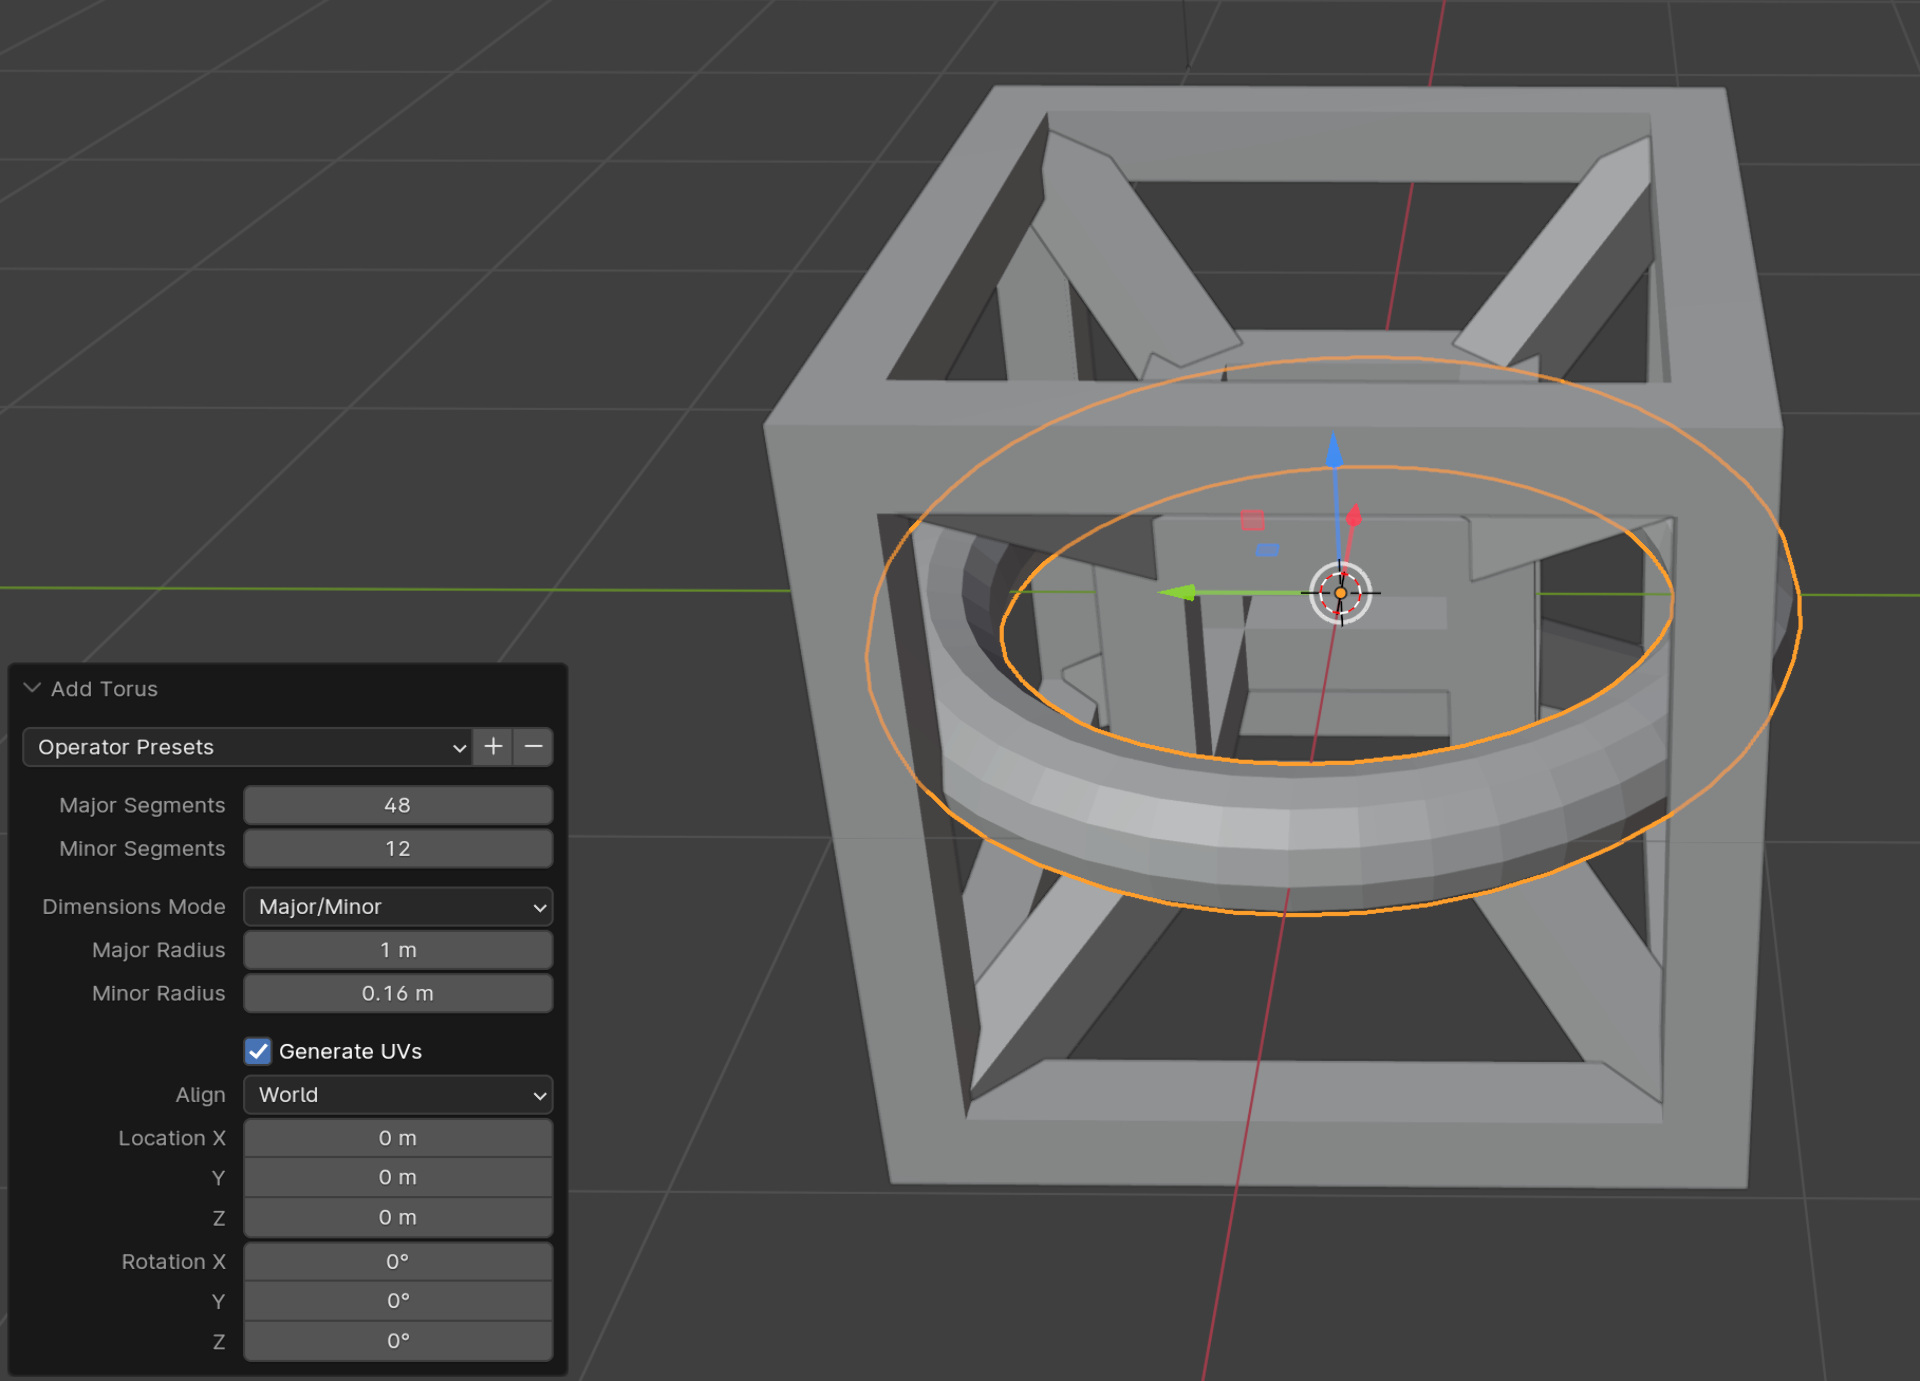 Add Torus
Operator Presets
Major Segments 48
Minor Segments 12
Dimensions Mode Major/Minor
Major Radius 1 m
Minor Radius 0.16 m
Generate UVs
Align World
Location X 0 m
Y 0 m
Z 0 m
Rotation X 0°
Y 0°
Z 0°